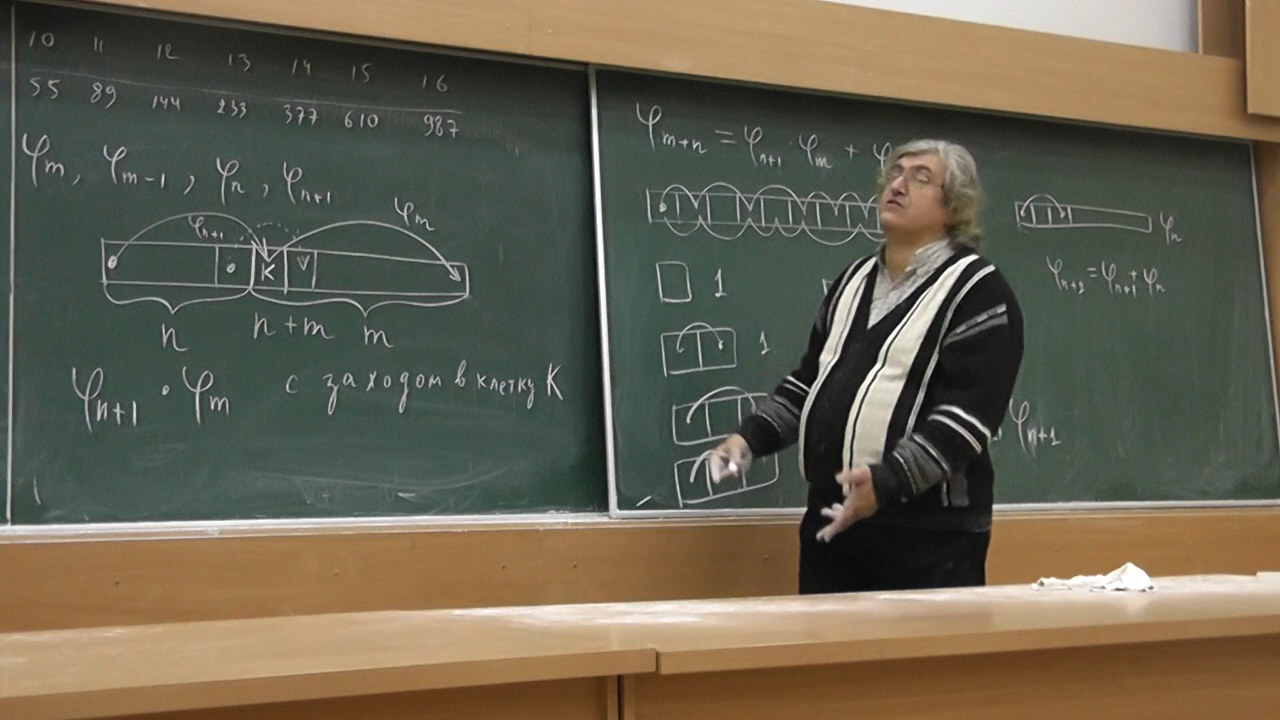 10 11 12 13 14 15 16
55 89 144 233 377 610 987
φm, φm-1, φn, φn+1
φn+1 φm
K V
n n+m m
φn+1 · φm с заходом в клетку K
φm+n = φn+1 · φm + φ
φn
φn+2 = φn+1 + φn
1
1
φn+1